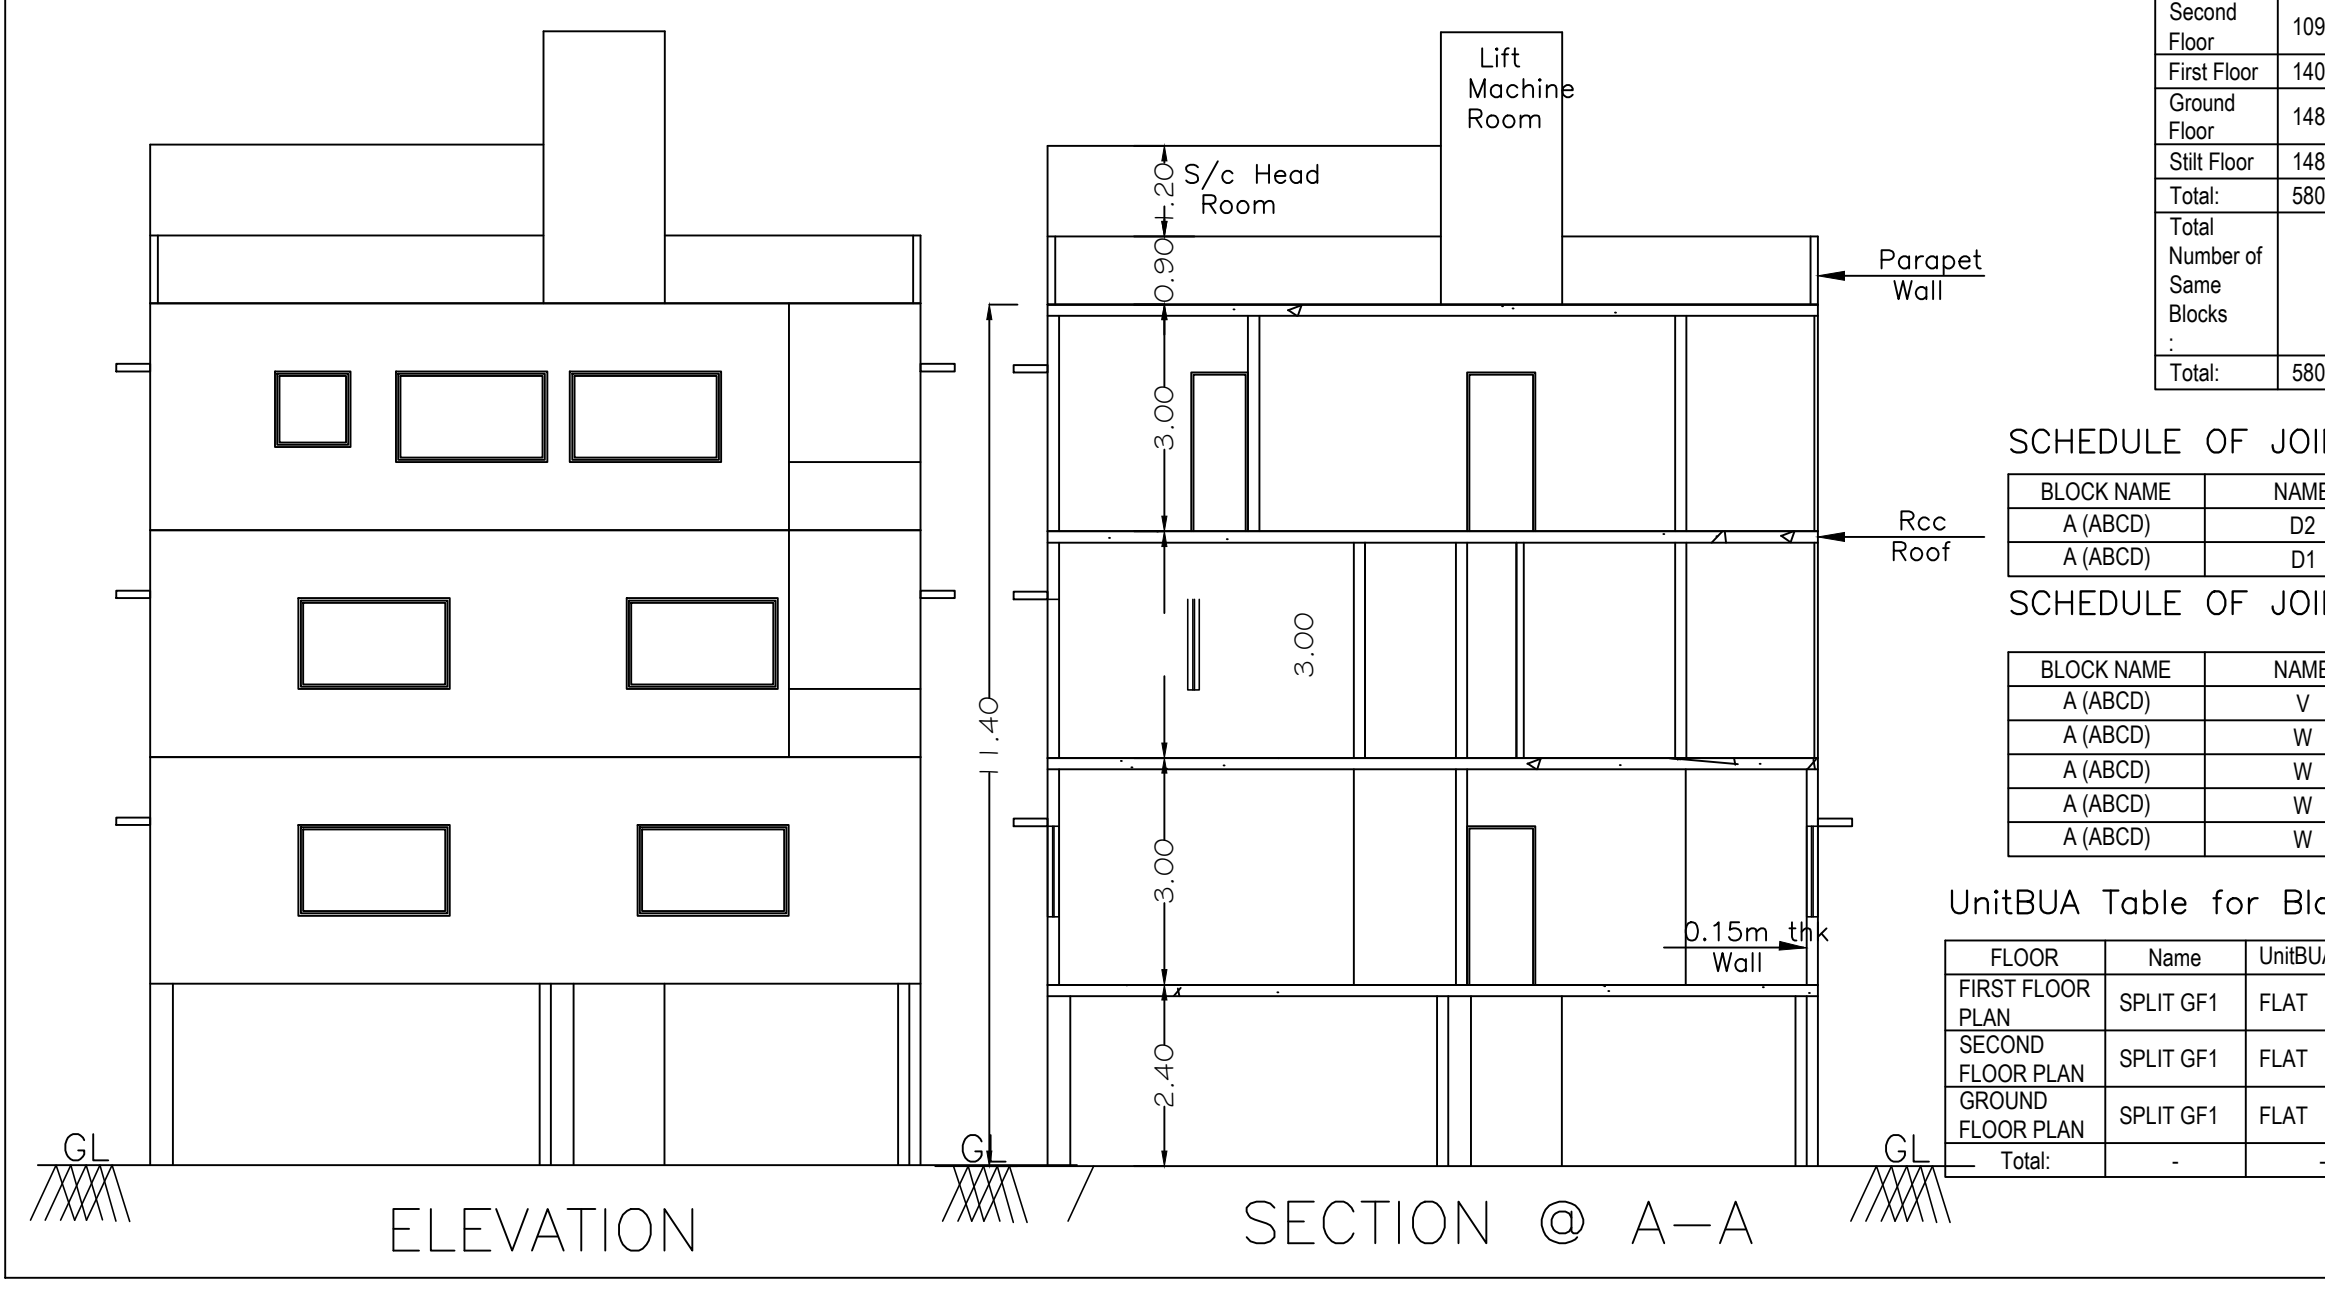 Lift
Machine
Room
1.20
S/c Head
Room
0.90
Parapet
Wall
3.00
Rcc
Roof
3.00
11.40
3.00
0.15m thk
Wall
2.40
GL
GL
GL
ELEVATION
SECTION @ A-A
Second
Floor
109
First Floor 140
Ground
Floor
148
Stilt Floor 148
Total: 580
Total
Number of
Same
Blocks
:
Total: 580
SCHEDULE OF
BLOCK NAME NAME
A (ABCD) D2
A (ABCD) D1
SCHEDULE OF
BLOCK NAME NAME
A (ABCD) V
A (ABCD) W
A (ABCD) W
A (ABCD) W
A (ABCD) W
UnitBUA Table for
FLOOR Name UnitBUA
FIRST FLOOR
PLAN
SPLIT GF1 FLAT
SECOND
FLOOR PLAN
SPLIT GF1 FLAT
GROUND
FLOOR PLAN
SPLIT GF1 FLAT
Total: - -